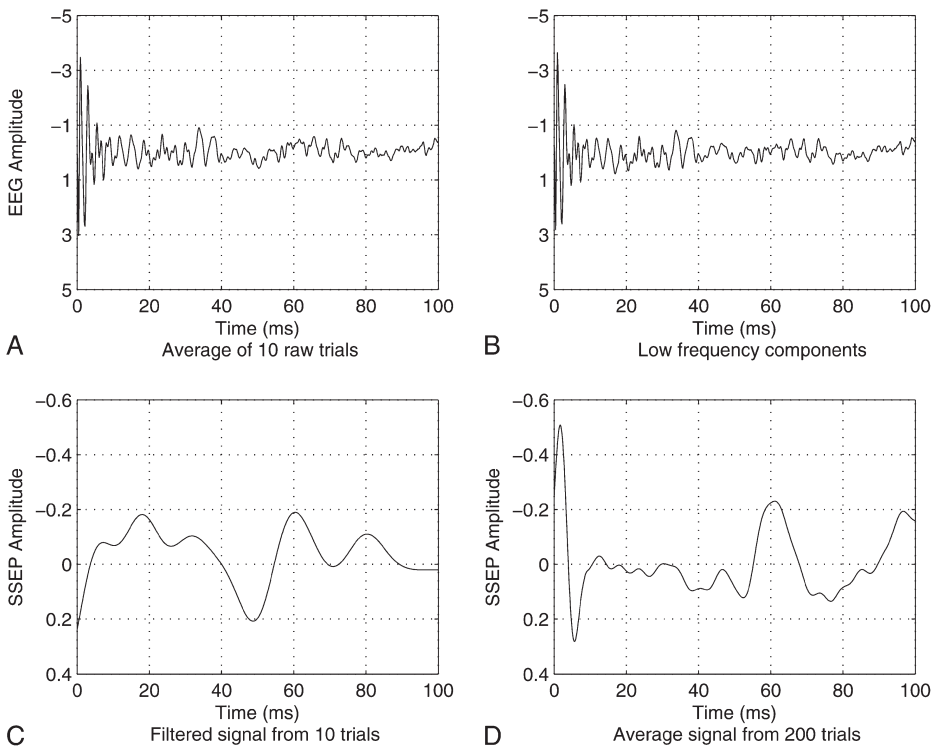 −5
−3
−1
1
3
5
EEG Amplitude
0 20 40 60 80 100
Time (ms)
A
Average of 10 raw trials
−5
−3
−1
1
3
5
0 20 40 60 80 100
Time (ms)
B
Low frequency components
−0.6
−0.4
−0.2
0
0.2
0.4
SSEP Amplitude
0 20 40 60 80 100
Time (ms)
C
Filtered signal from 10 trials
−0.6
−0.4
−0.2
0
0.2
0.4
SSEP Amplitude
0 20 40 60 80 100
Time (ms)
D
Average signal from 200 trials